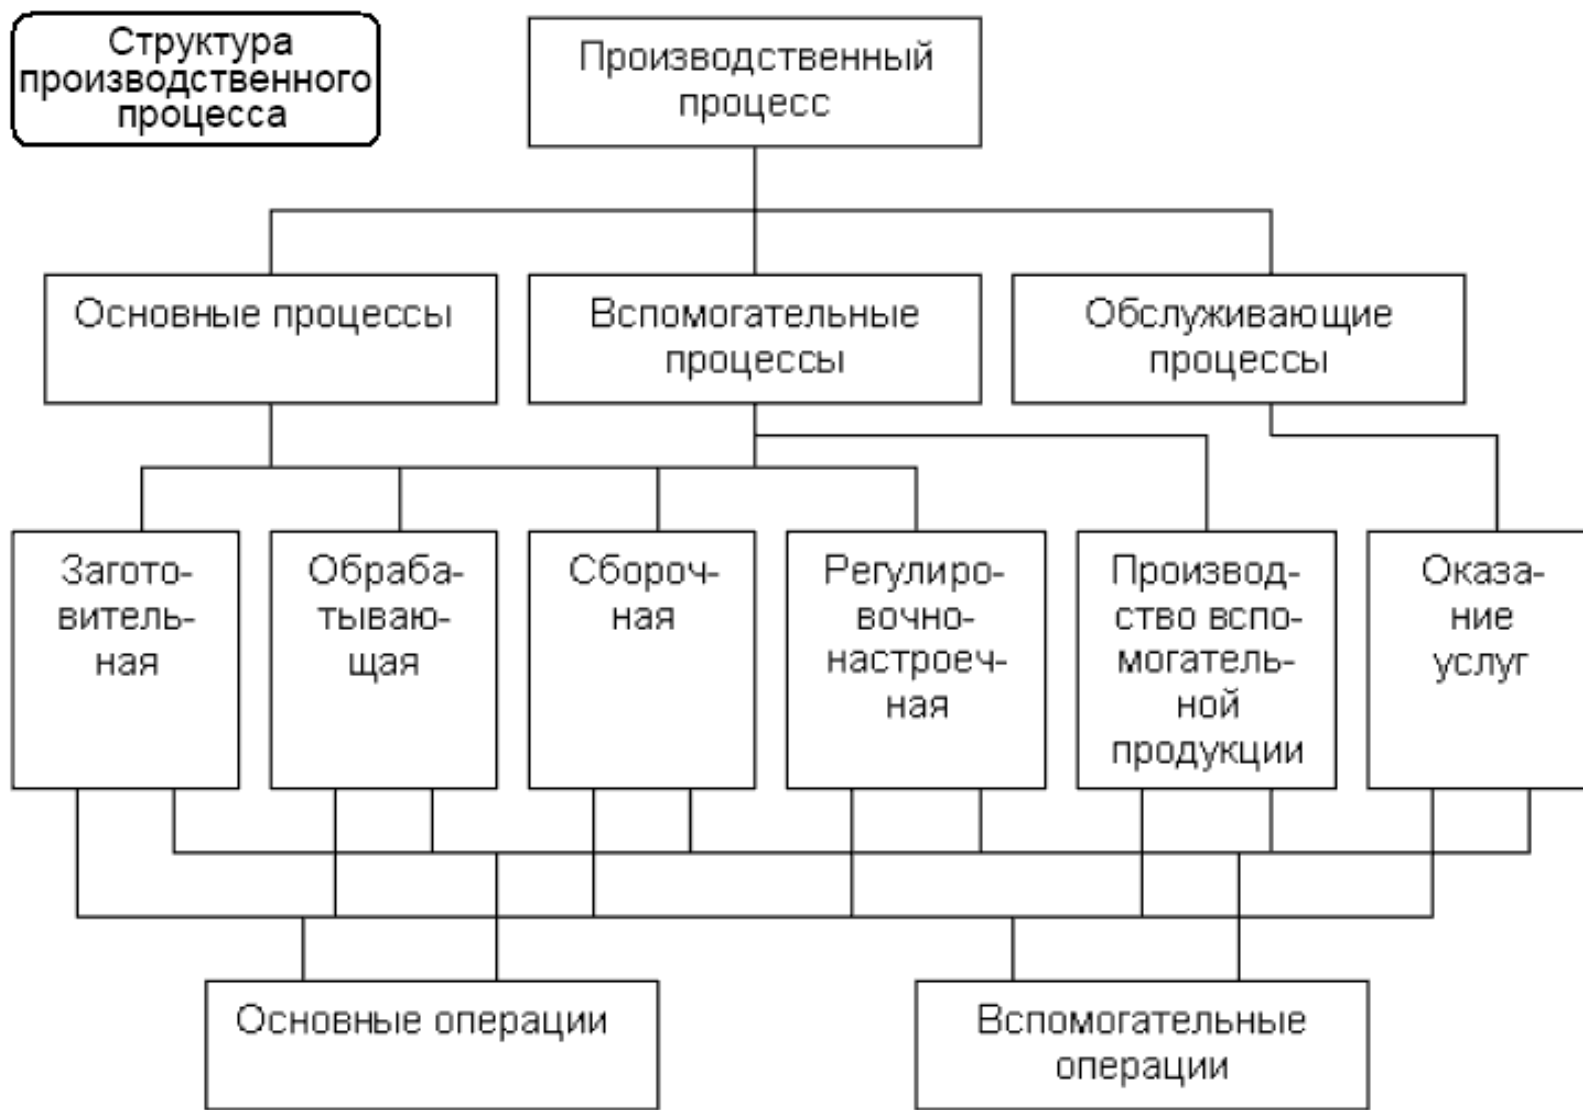 Структура
производственного
процесса
Производственный
процесс
Основные процессы
Вспомогательные
процессы
Обслуживающие
процессы
Загото-
витель-
ная
Обраба-
тываю-
щая
Сбороч-
ная
Регулиро-
вочно-
настроеч-
ная
Производ-
ство вспо-
могатель-
ной
продукции
Оказа-
ние
услуг
Основные операции
Вспомогательные
операции